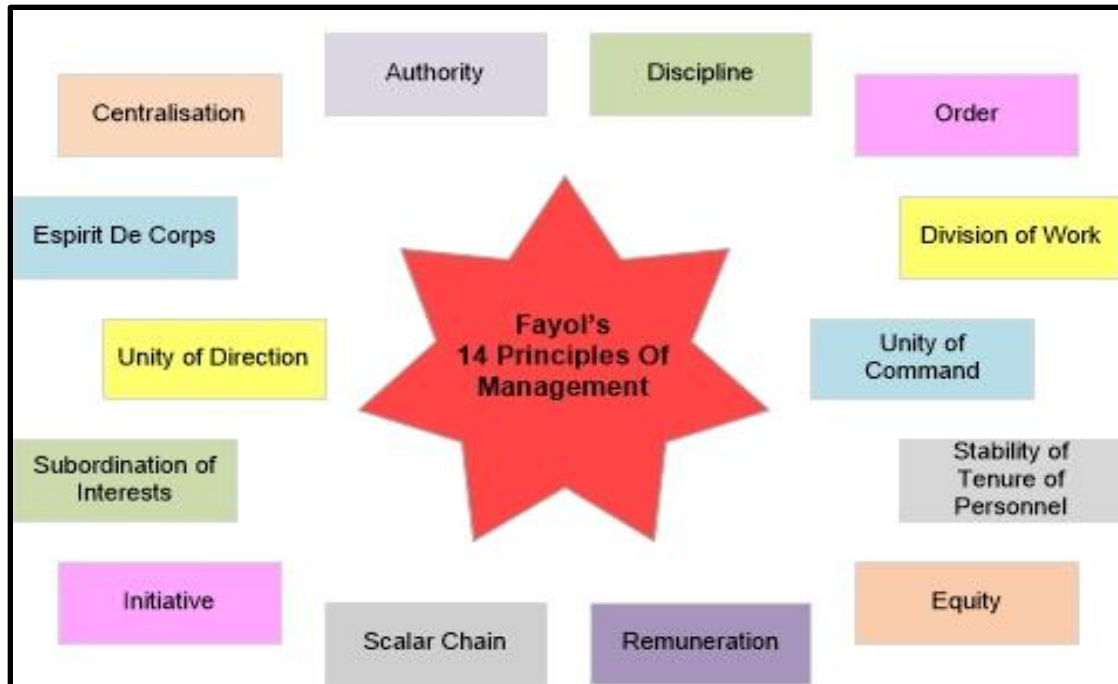 Authority
Discipline
Centralisation
Order
Espirit De Corps
Division of Work
Fayol's
14 Principles Of
Management
Unity of Direction
Unity of
Command
Subordination of
Interests
Stability of
Tenure of
Personnel
Initiative
Equity
Scalar Chain
Remuneration